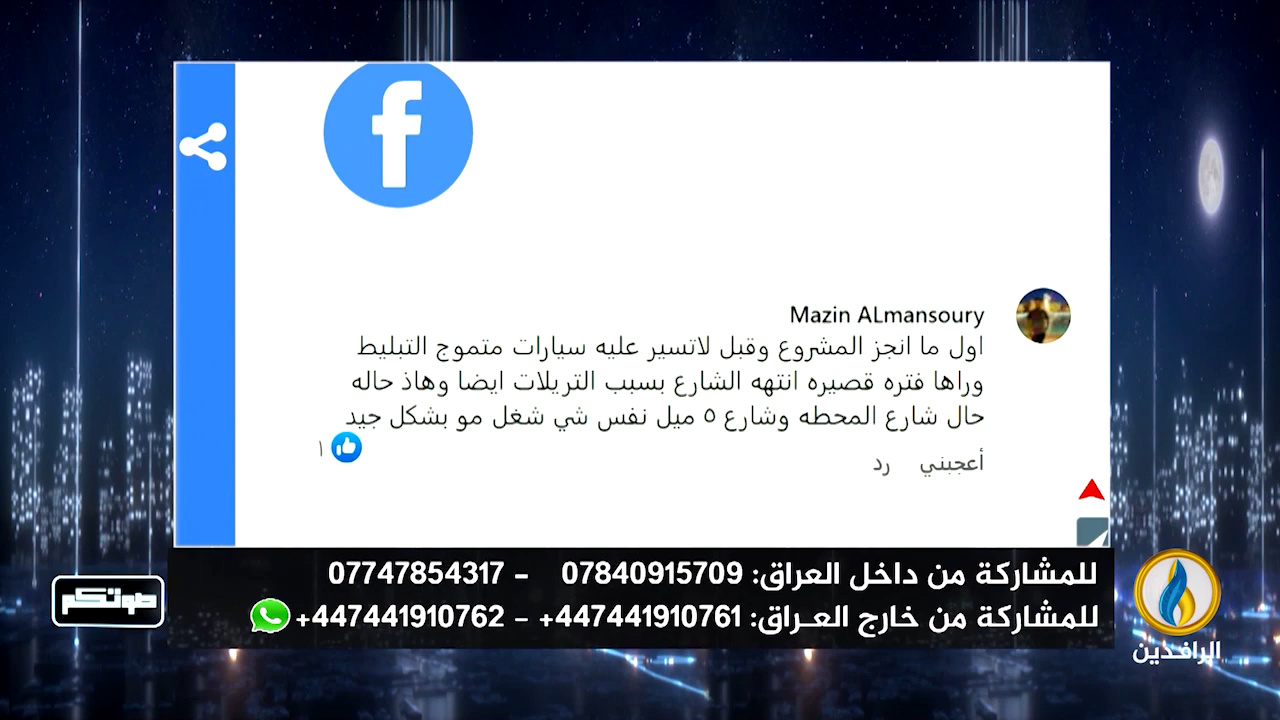 Mazin ALmansoury
اول ما انجز المشروع وقبل لاتسير عليه سيارات متموج التبليط
وراها فتره قصيره انتهه الشارع بسبب التريلات ايضا وهاذ حاله
حال شارع المحطه وشارع ٥ ميل نفس شي شغل مو بشكل جيد
١
أعجبني رد
للمشاركة من داخل العراق: 07840915709 - 07747854317
للمشاركة من خارج العـراق: 447441910761+ - 447441910762+
صوتكم
الرافدين